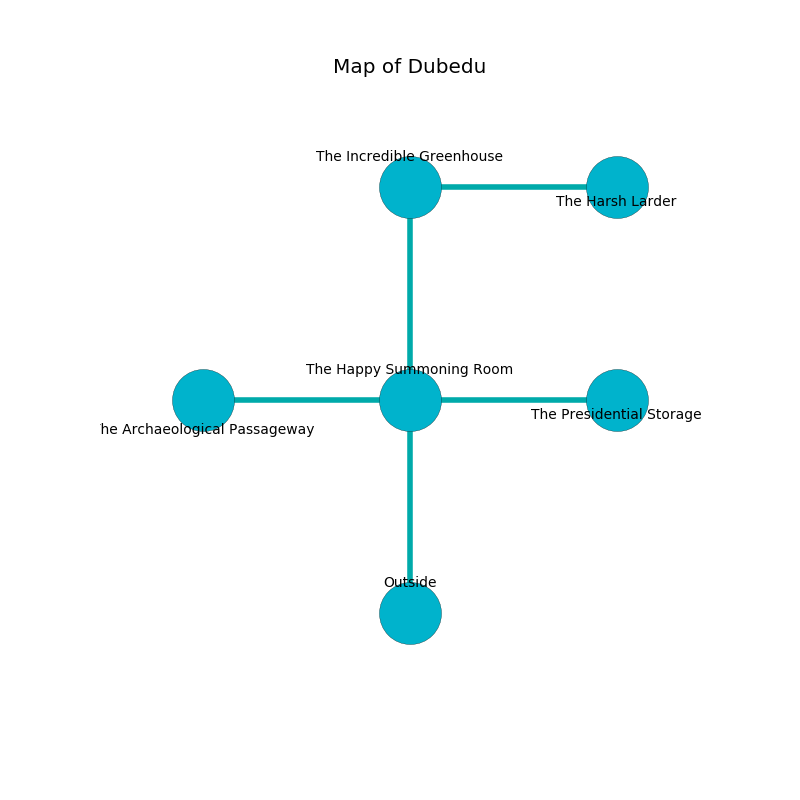 Map of Dubedu
The Incredible Greenhouse
The Harsh Larder
The Happy Summoning Room
The Presidential Storage
he Archaeological Passageway
Outside